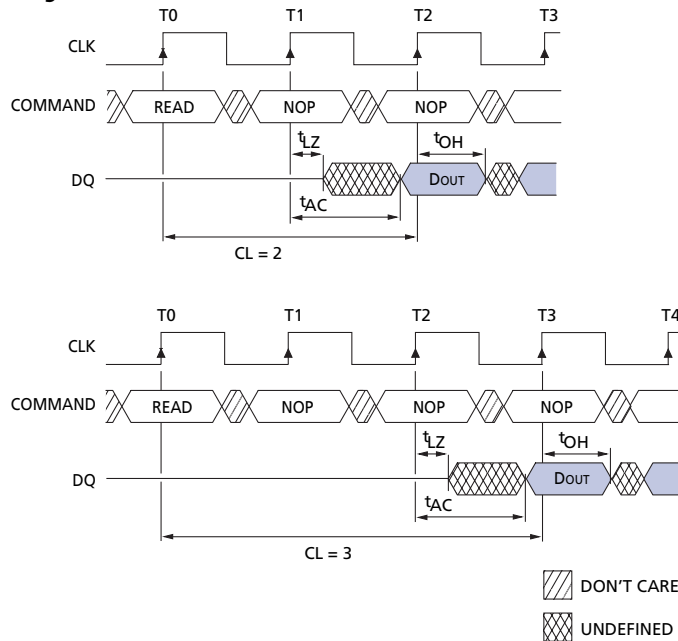 T0 T1 T2 T3
CLK
COMMAND READ NOP NOP
tLZ tOH
DQ DOUT
tAC
CL = 2
T0 T1 T2 T3 T4
CLK
COMMAND READ NOP NOP NOP
tLZ tOH
DQ DOUT
tAC
CL = 3
DON'T CARE
UNDEFINED